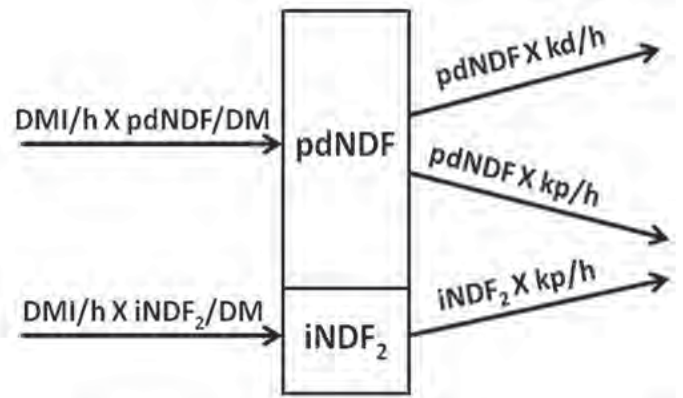 pdNDF X kd/h
DMI/h X pdNDF/DM
pdNDF
pdNDF X kp/h
DMI/h X iNDF₂/DM
iNDF₂
iNDF₂ X kp/h